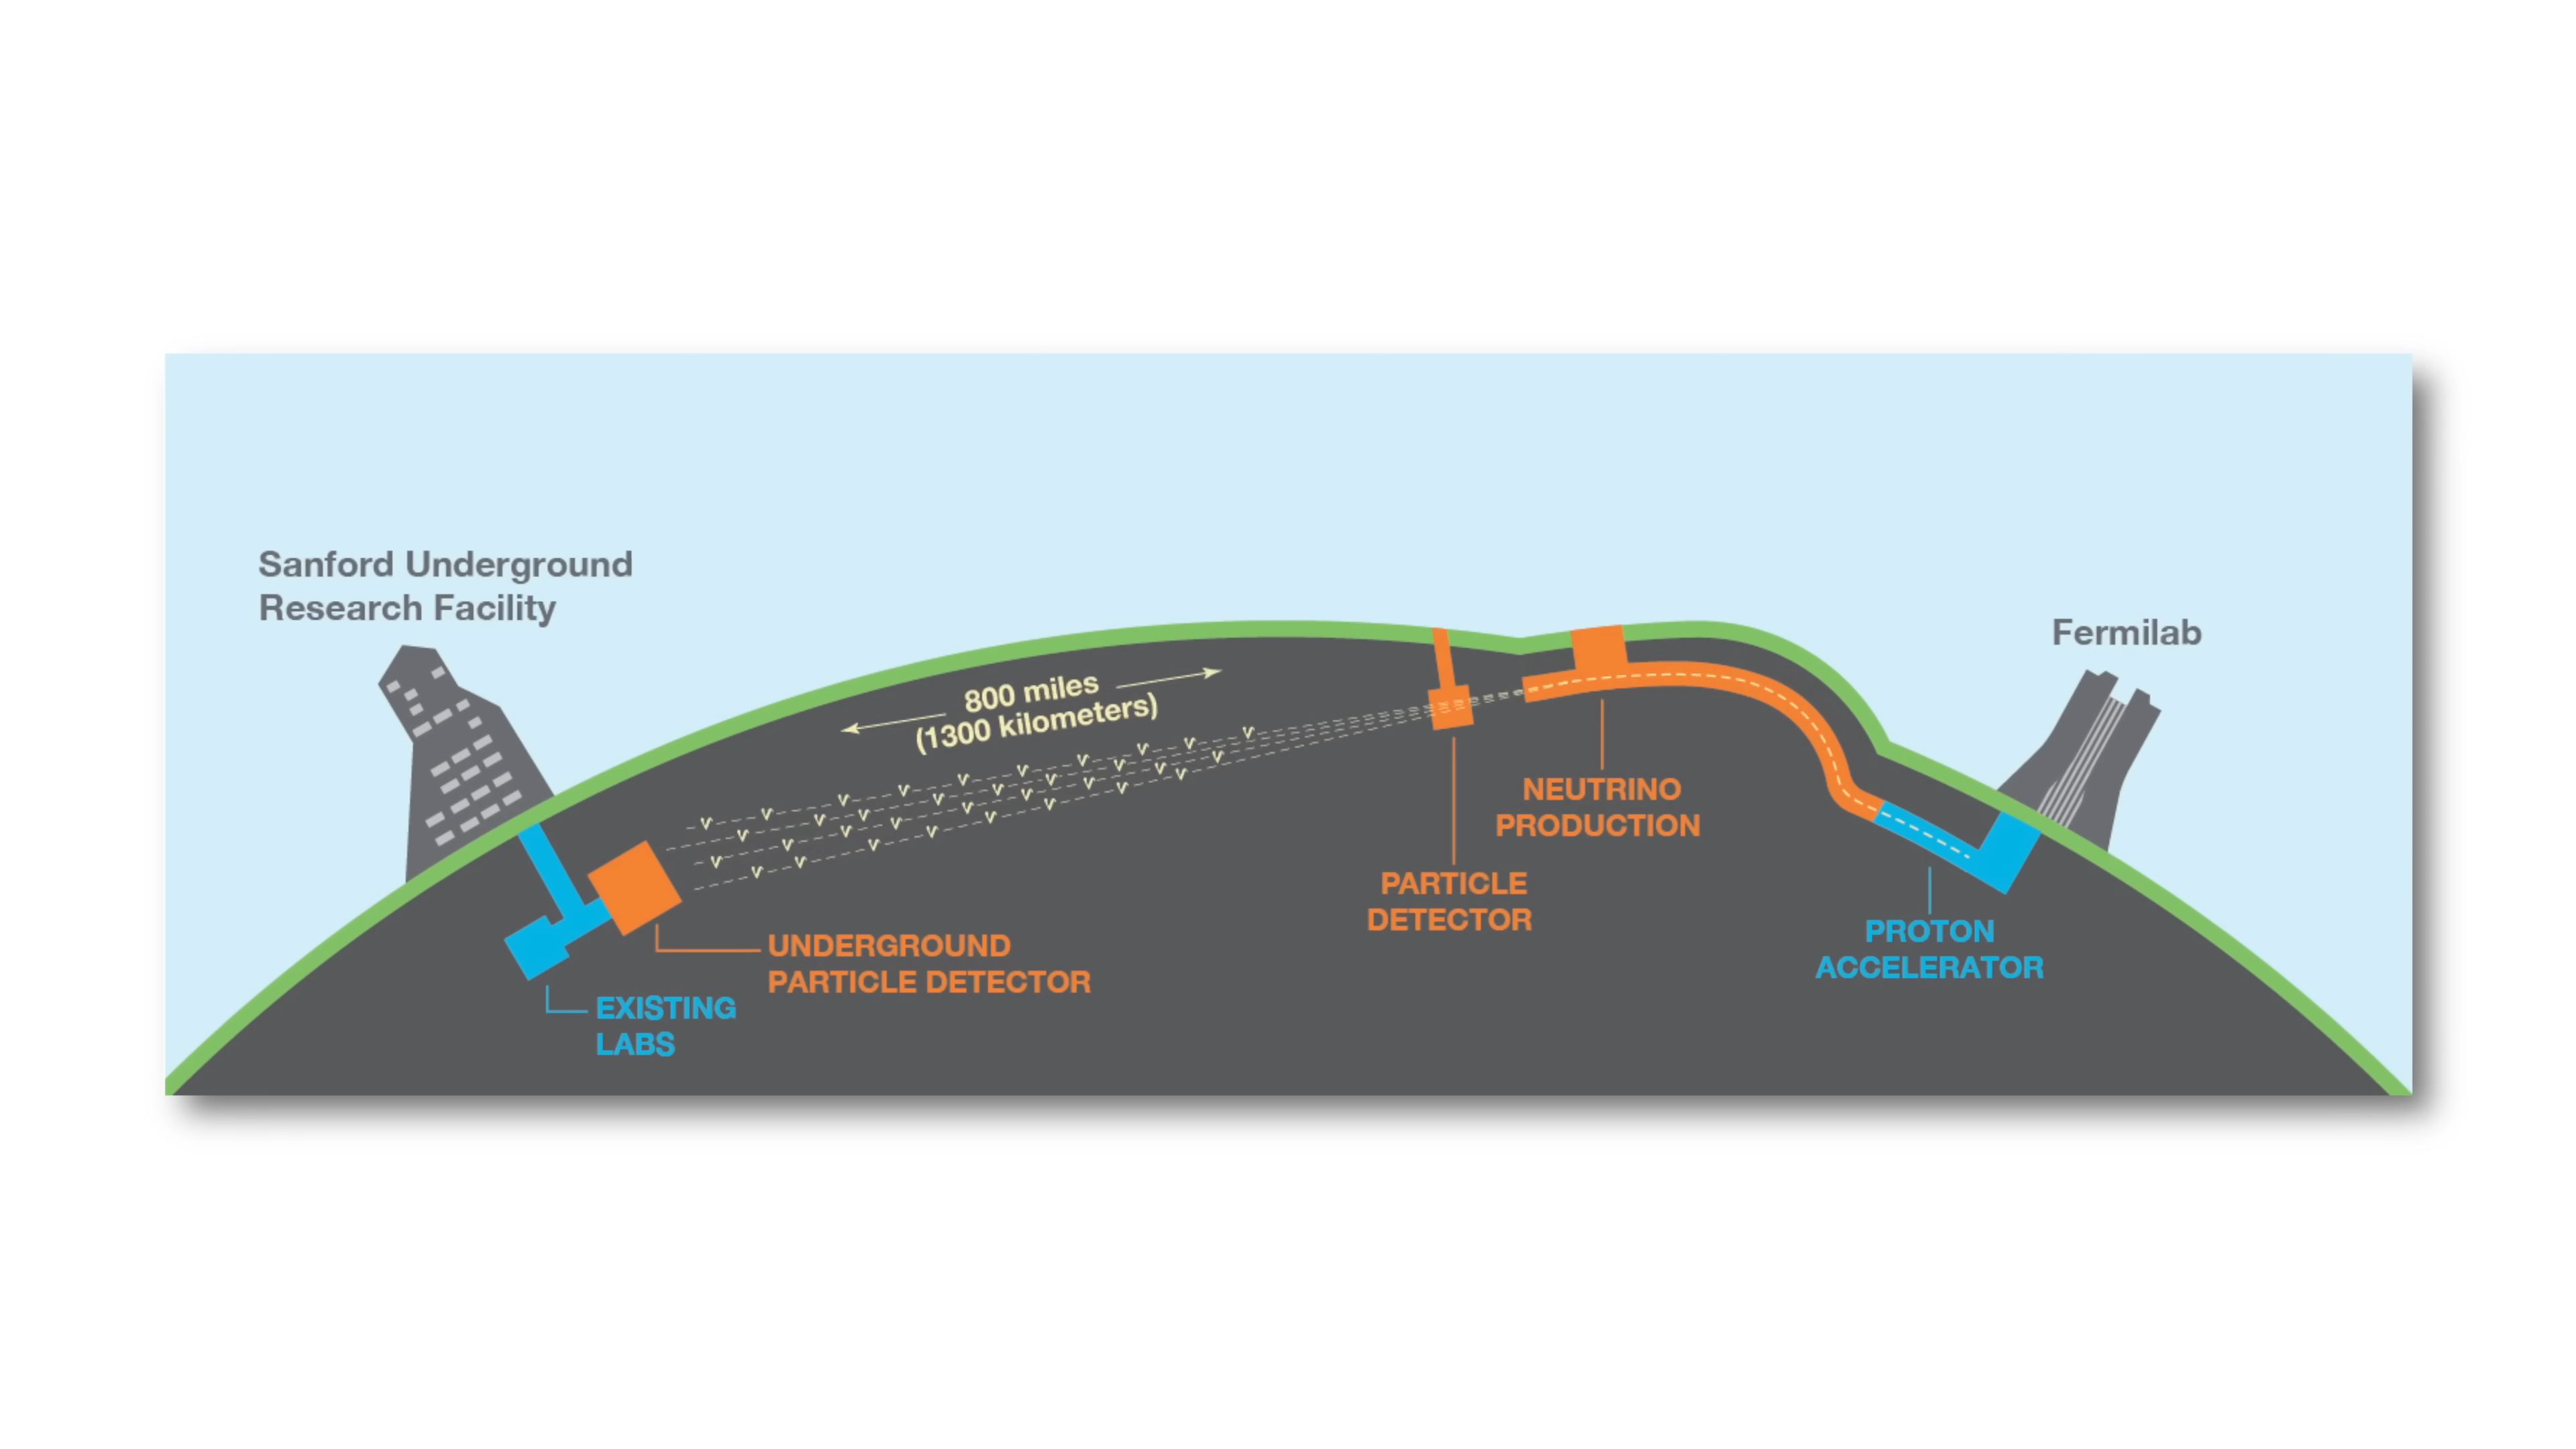 Sanford Underground
Research Facility
Fermilab
800 miles
(1300 kilometers)
NEUTRINO
PRODUCTION
PARTICLE
DETECTOR
PROTON
ACCELERATOR
UNDERGROUND
PARTICLE DETECTOR
EXISTING
LABS